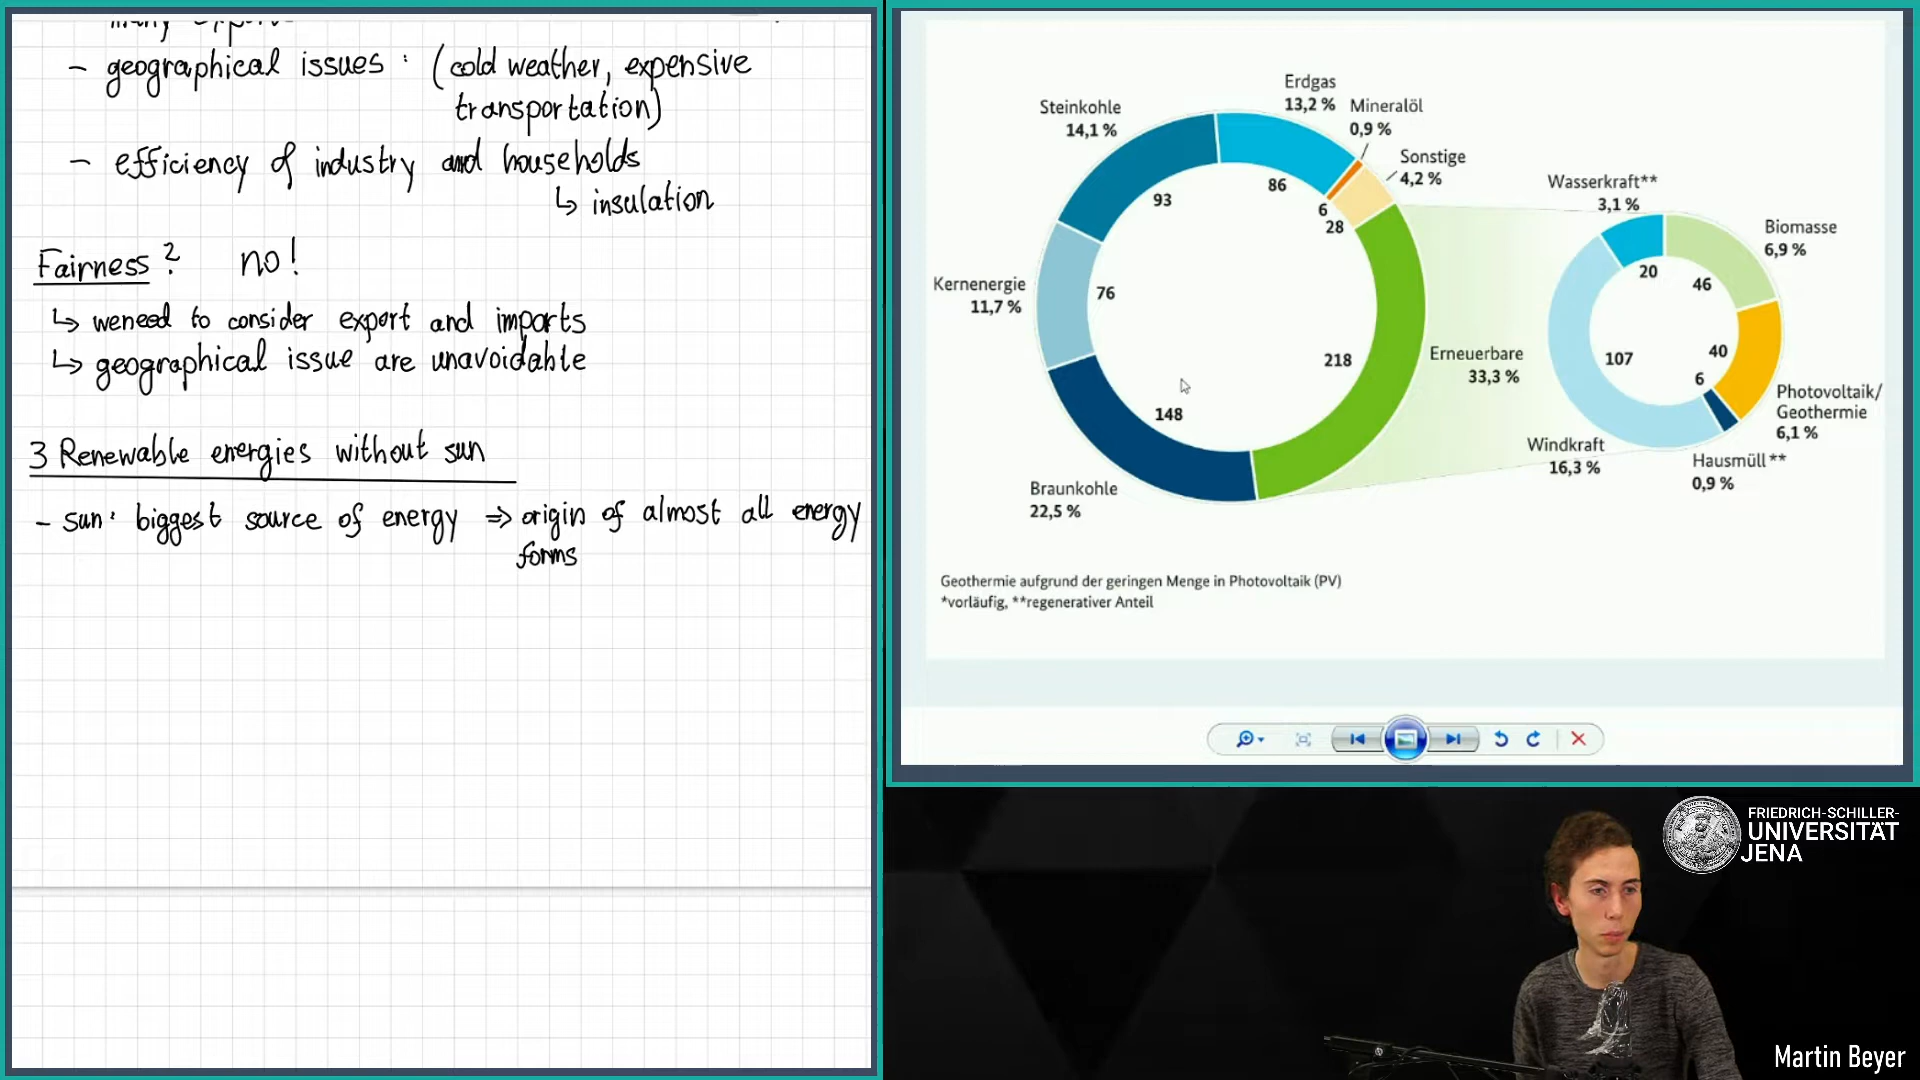 - geographical issues : (cold weather, expensive
transportation)
- efficiency of industry and households
↳ insulation
Fairness ? no!
↳ weneed to consider export and imports
↳ geographical issue are unavoidable
3 Renewable energies without sun
- sun: biggest source of energy ⇒ origin of almost all energy
forms
Erdgas
13,2 %
Mineralöl
0,9 %
Steinkohle
14,1 %
Sonstige
4,2 %
Wasserkraft**
3,1 %
Biomasse
6,9 %
86
93
6
28
20
46
Kernenergie
11,7 %
76
218
Erneuerbare
33,3 %
107
40
6
148
Photovoltaik/
Geothermie
6,1 %
Windkraft
16,3 %
Hausmüll **
0,9 %
Braunkohle
22,5 %
Geothermie aufgrund der geringen Menge in Photovoltaik (PV)
*vorläufig, **regenerativer Anteil
FRIEDRICH-SCHILLER-
UNIVERSITÄT
JENA
Martin Beyer